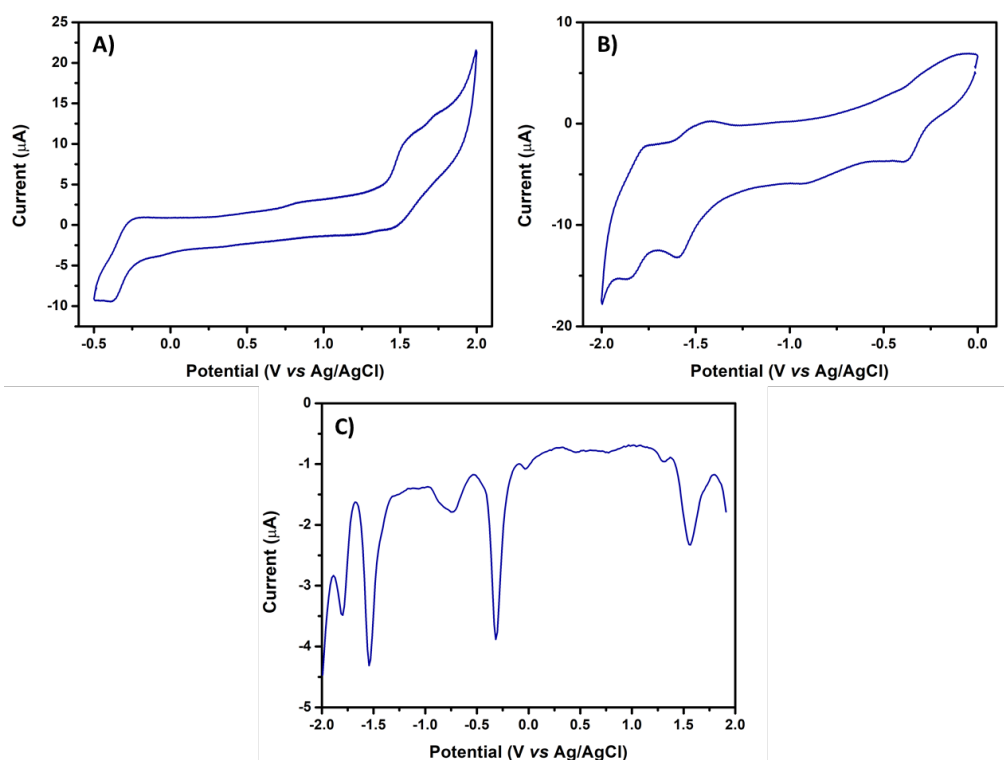 A)
25
20
15
10
5
0
-5
-10
Current (µA)
-0.5 0.0 0.5 1.0 1.5 2.0
Potential (V vs Ag/AgCl)
B)
10
0
-10
-20
Current (µA)
-2.0 -1.5 -1.0 -0.5 0.0
Potential (V vs Ag/AgCl)
C)
0
-1
-2
-3
-4
-5
Current (µA)
-2.0 -1.5 -1.0 -0.5 0.0 0.5 1.0 1.5 2.0
Potential (V vs Ag/AgCl)